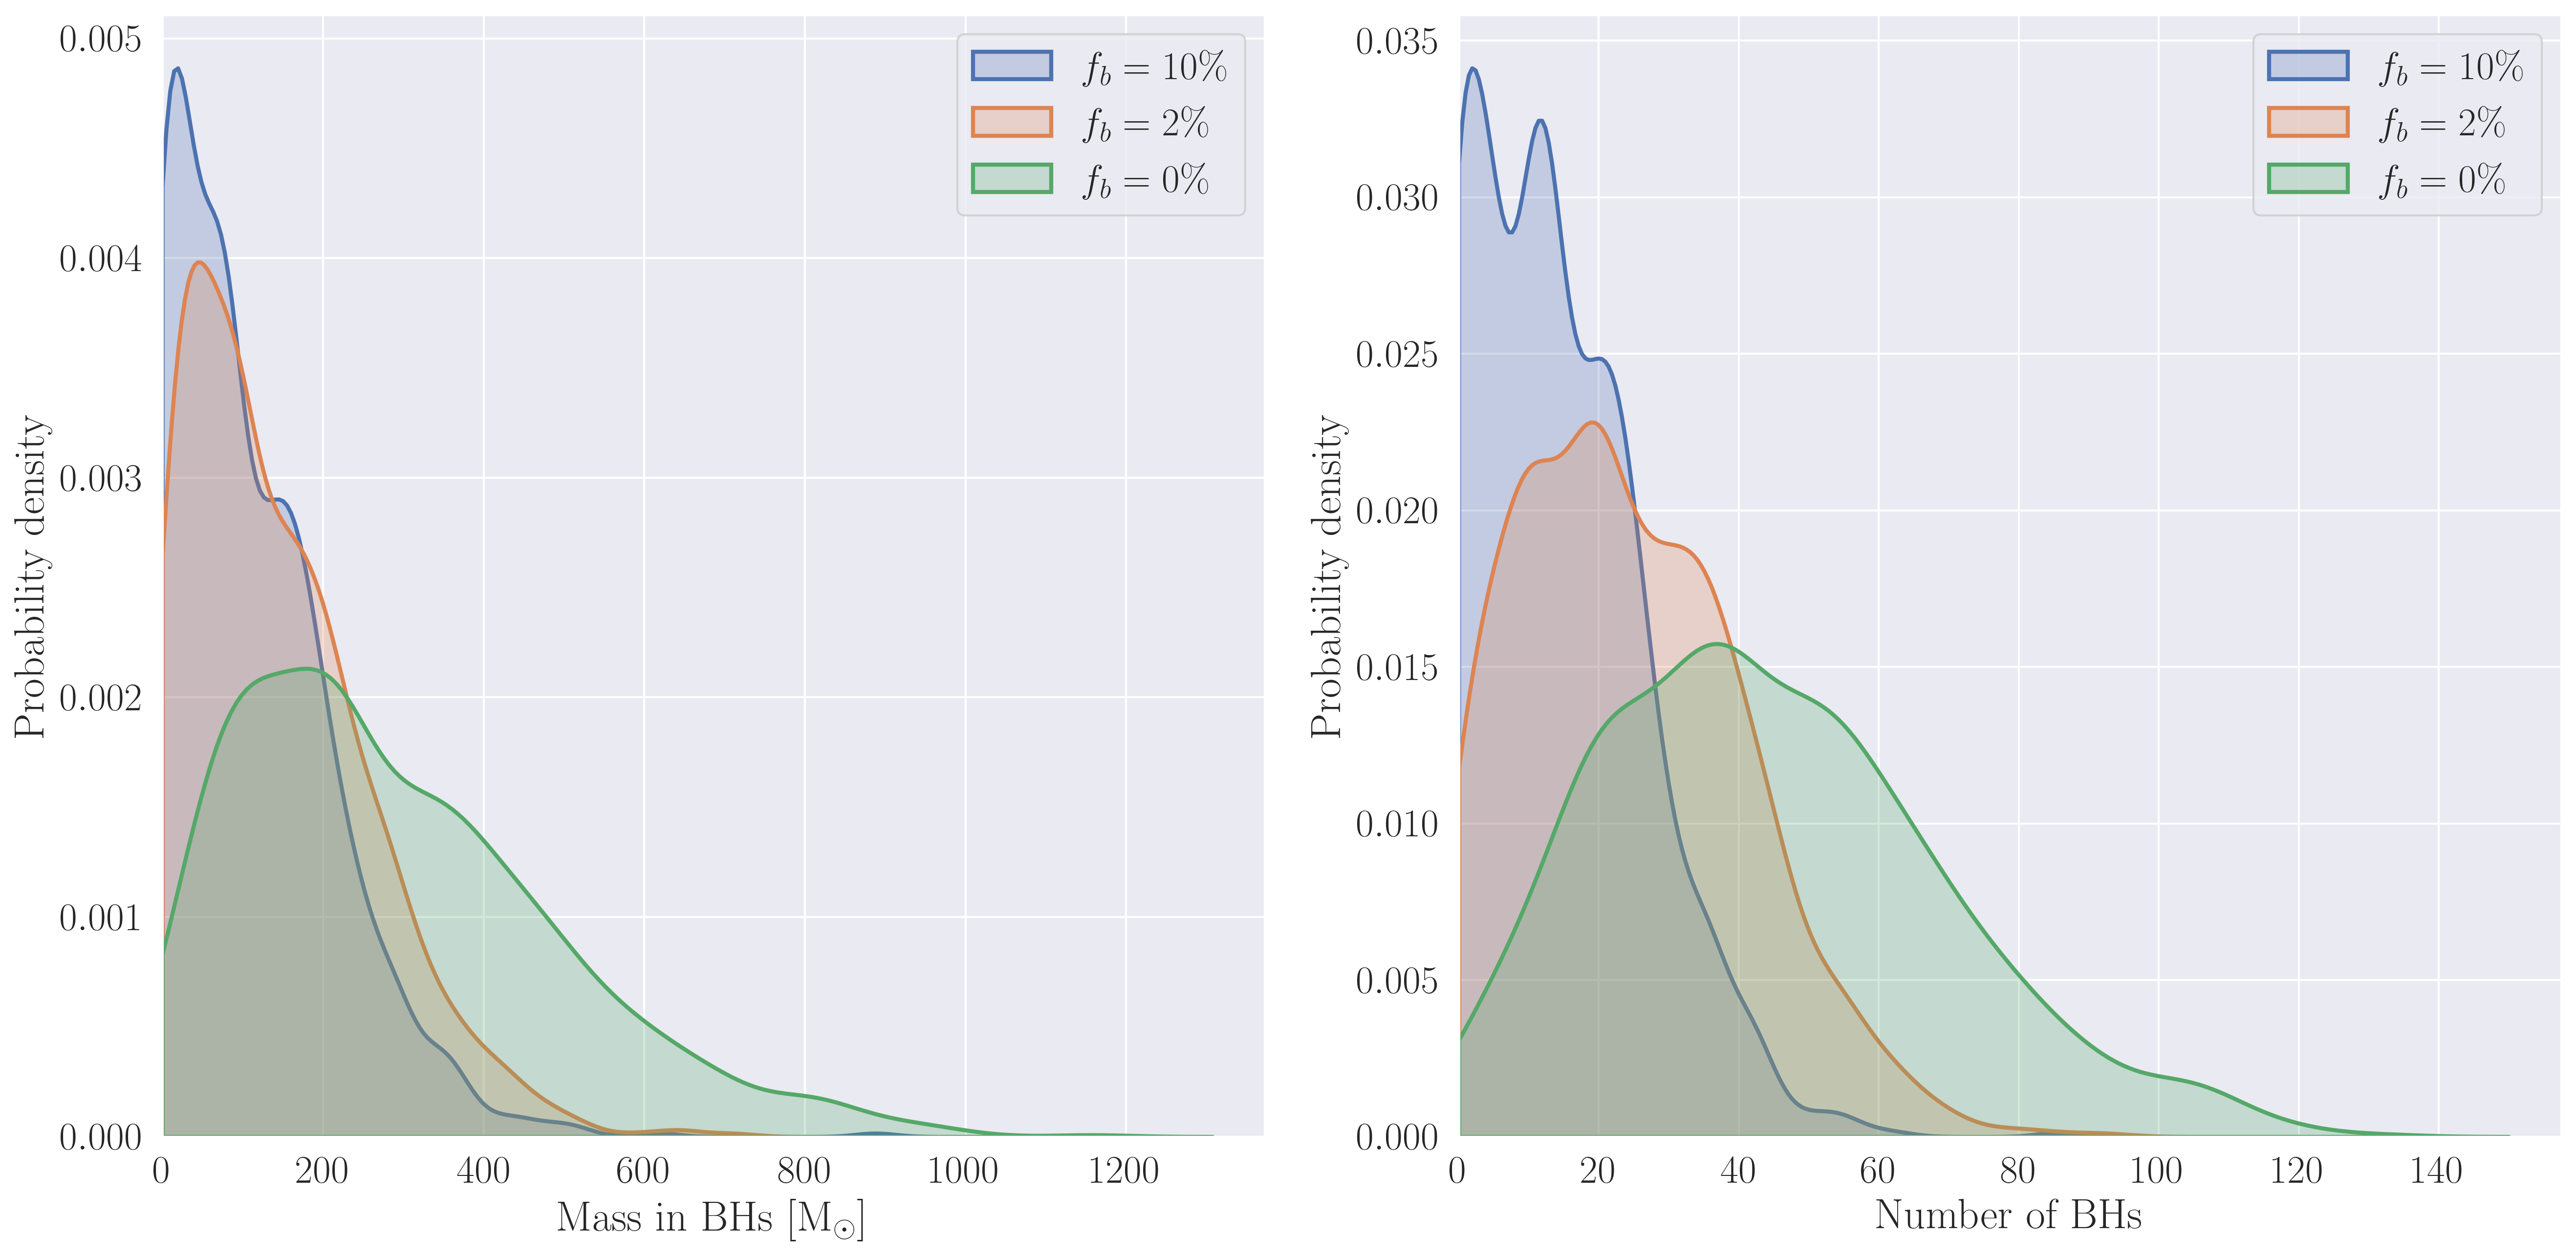 0.005
0.004
0.003
0.002
0.001
0.000
Probability density
0 200 400 600 800 1000 1200
Mass in BHs [M⊙]
f_b = 10%
f_b = 2%
f_b = 0%
0.035
0.030
0.025
0.020
0.015
0.010
0.005
0.000
Probability density
0 20 40 60 80 100 120 140
Number of BHs
f_b = 10%
f_b = 2%
f_b = 0%